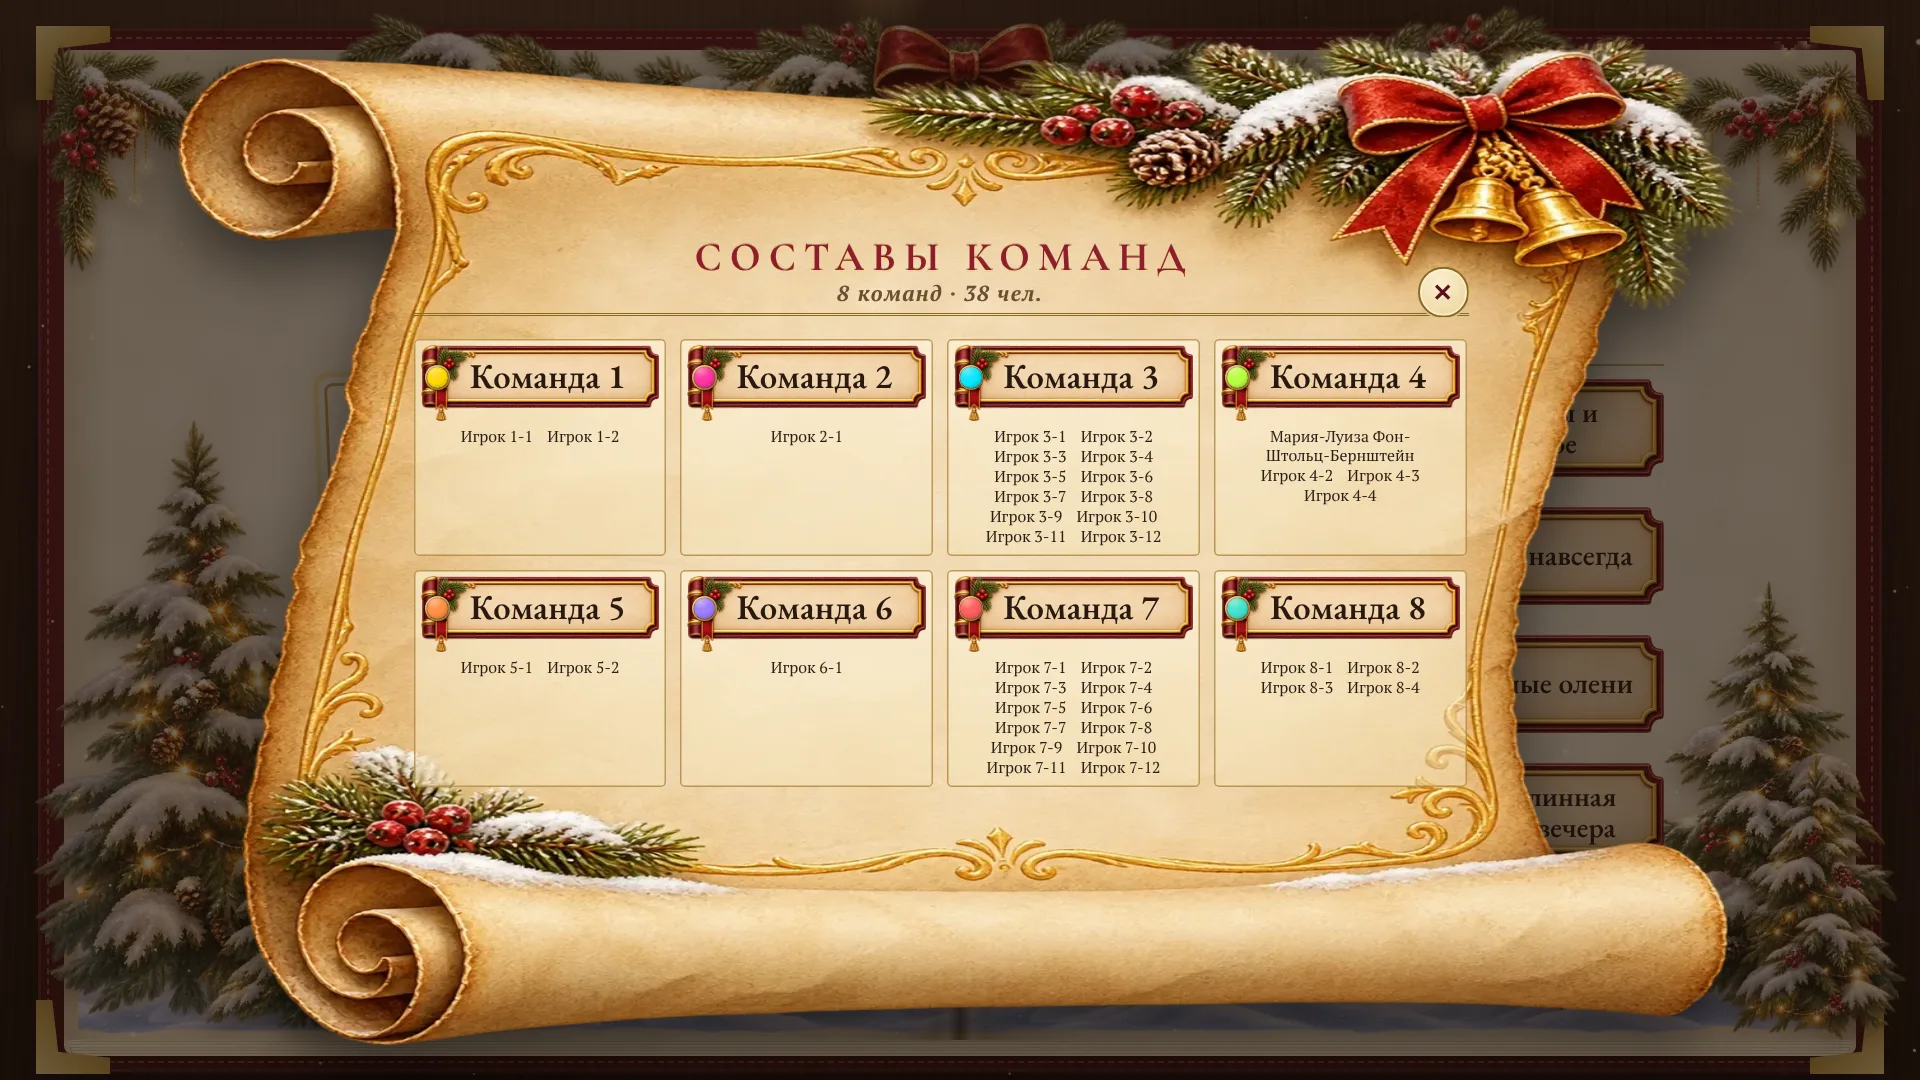 СОСТАВЫ КОМАНД
8 команд · 38 чел.
×
Команда 1
Игрок 1-1 Игрок 1-2
Команда 2
Игрок 2-1
Команда 3
Игрок 3-1 Игрок 3-2
Игрок 3-3 Игрок 3-4
Игрок 3-5 Игрок 3-6
Игрок 3-7 Игрок 3-8
Игрок 3-9 Игрок 3-10
Игрок 3-11 Игрок 3-12
Команда 4
Мария-Луиза Фон-
Штольц-Бернштейн
Игрок 4-2 Игрок 4-3
Игрок 4-4
Команда 5
Игрок 5-1 Игрок 5-2
Команда 6
Игрок 6-1
Команда 7
Игрок 7-1 Игрок 7-2
Игрок 7-3 Игрок 7-4
Игрок 7-5 Игрок 7-6
Игрок 7-7 Игрок 7-8
Игрок 7-9 Игрок 7-10
Игрок 7-11 Игрок 7-12
Команда 8
Игрок 8-1 Игрок 8-2
Игрок 8-3 Игрок 8-4
и
навсегда
олени
вечера